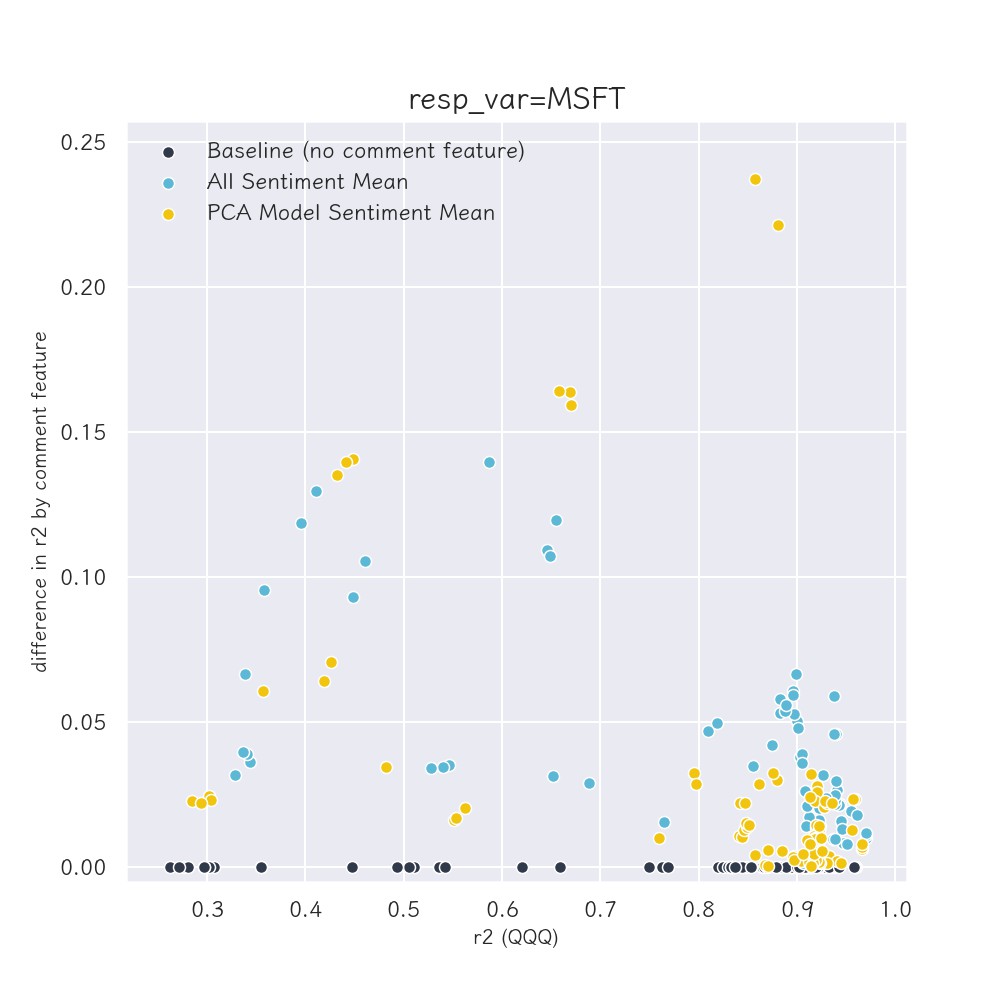 resp_var=MSFT
Baseline (no comment feature)
All Sentiment Mean
PCA Model Sentiment Mean
difference in r2 by comment feature
0.25
0.20
0.15
0.10
0.05
0.00
0.3 0.4 0.5 0.6 0.7 0.8 0.9 1.0
r2 (QQQ)